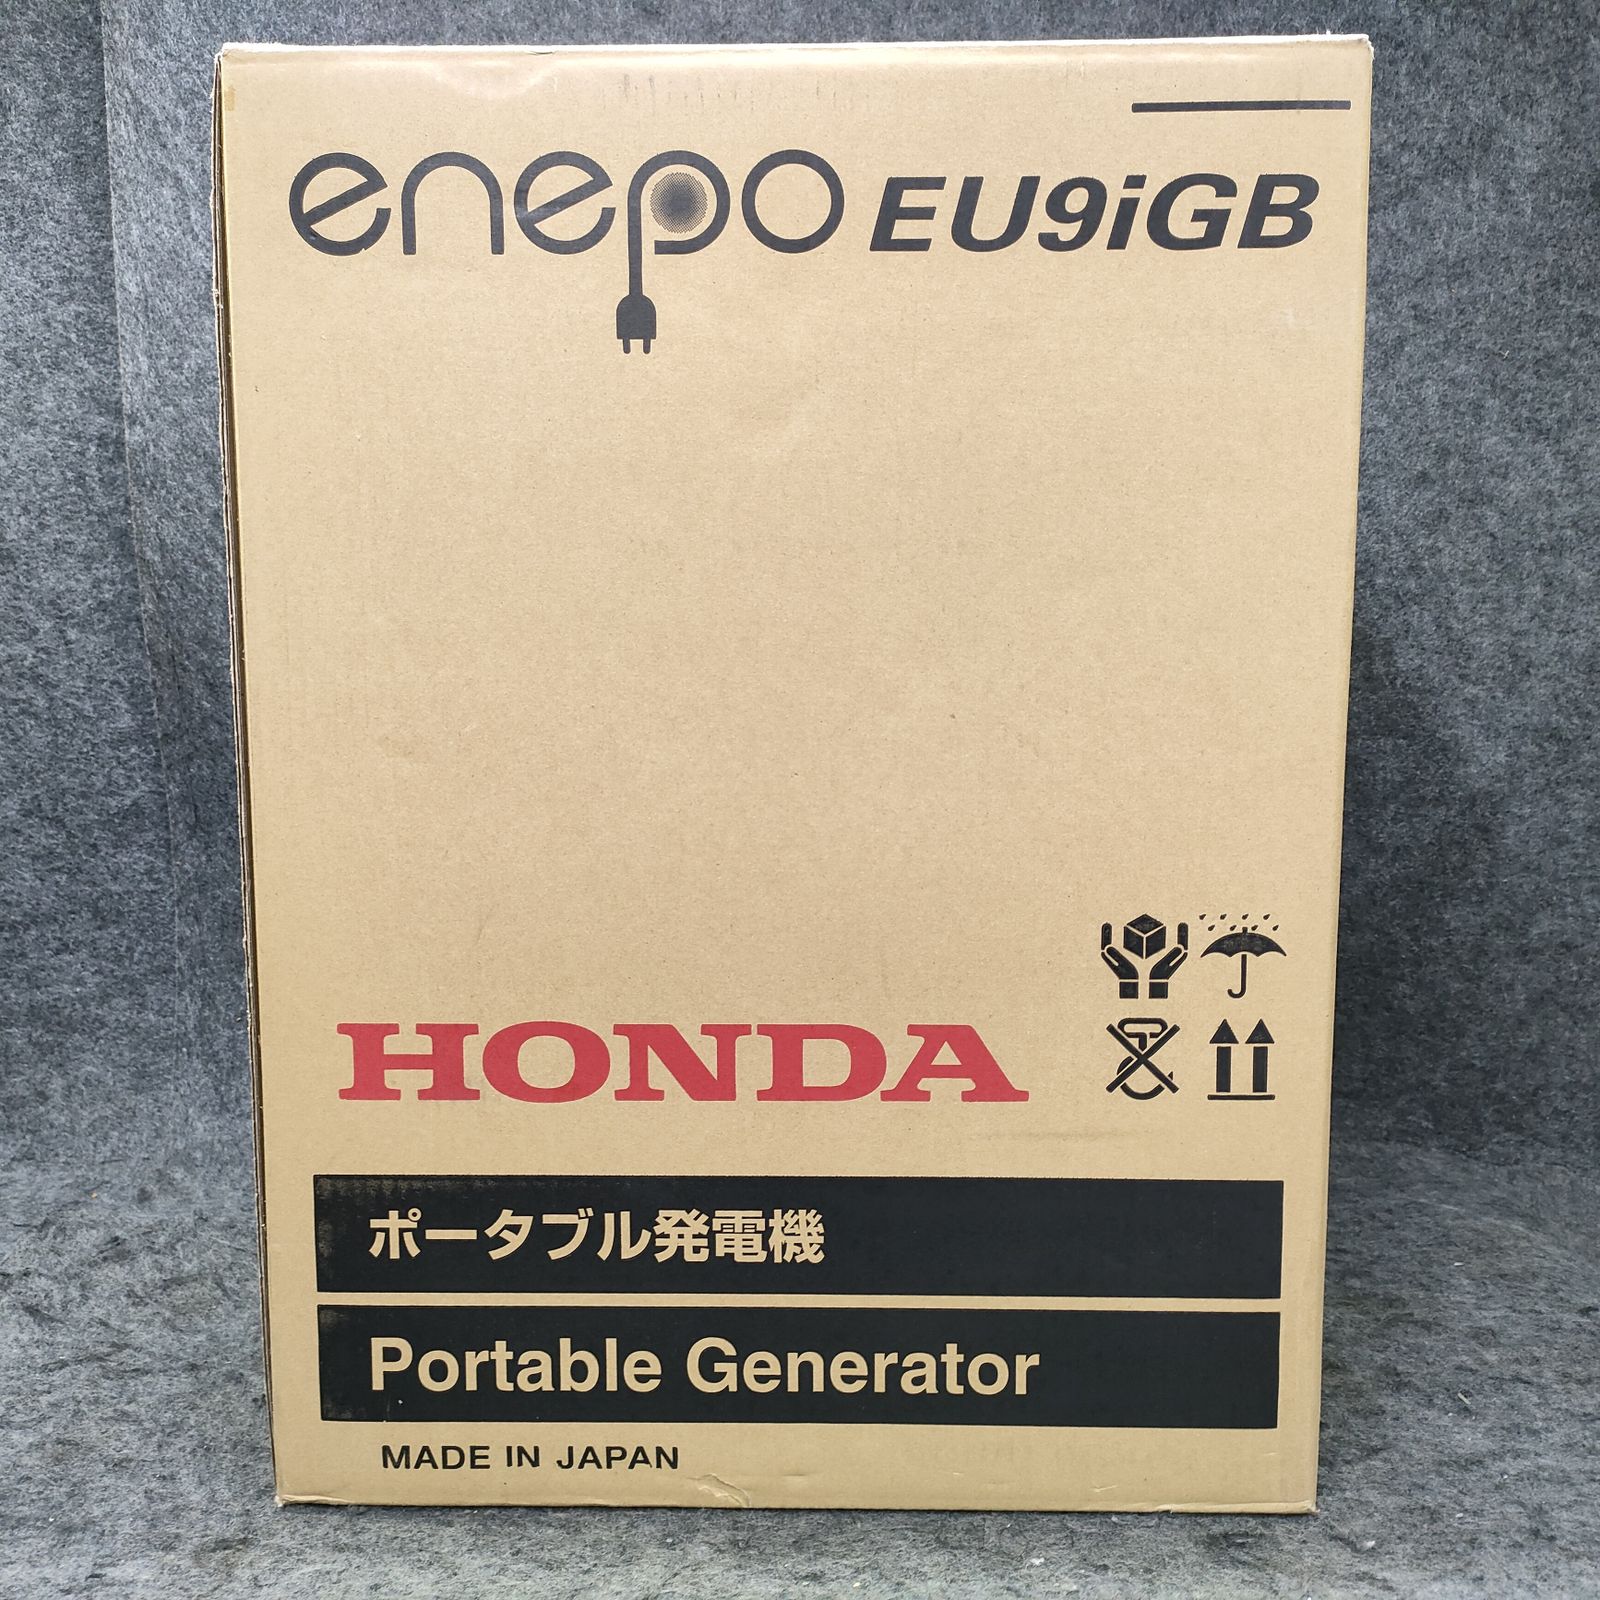 enepo EU9iGB
HONDA
ポータブル発電機
Portable Generator
MADE IN JAPAN